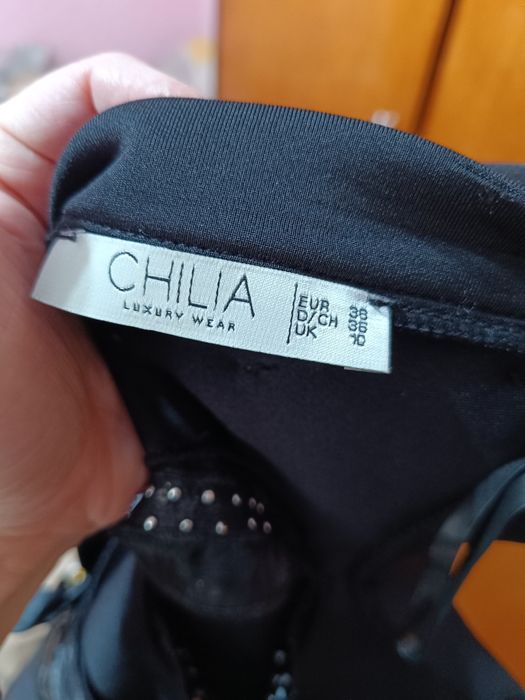 CHILIA
LUXURY WEAR
EUR 38
D/CH 36
UK 10